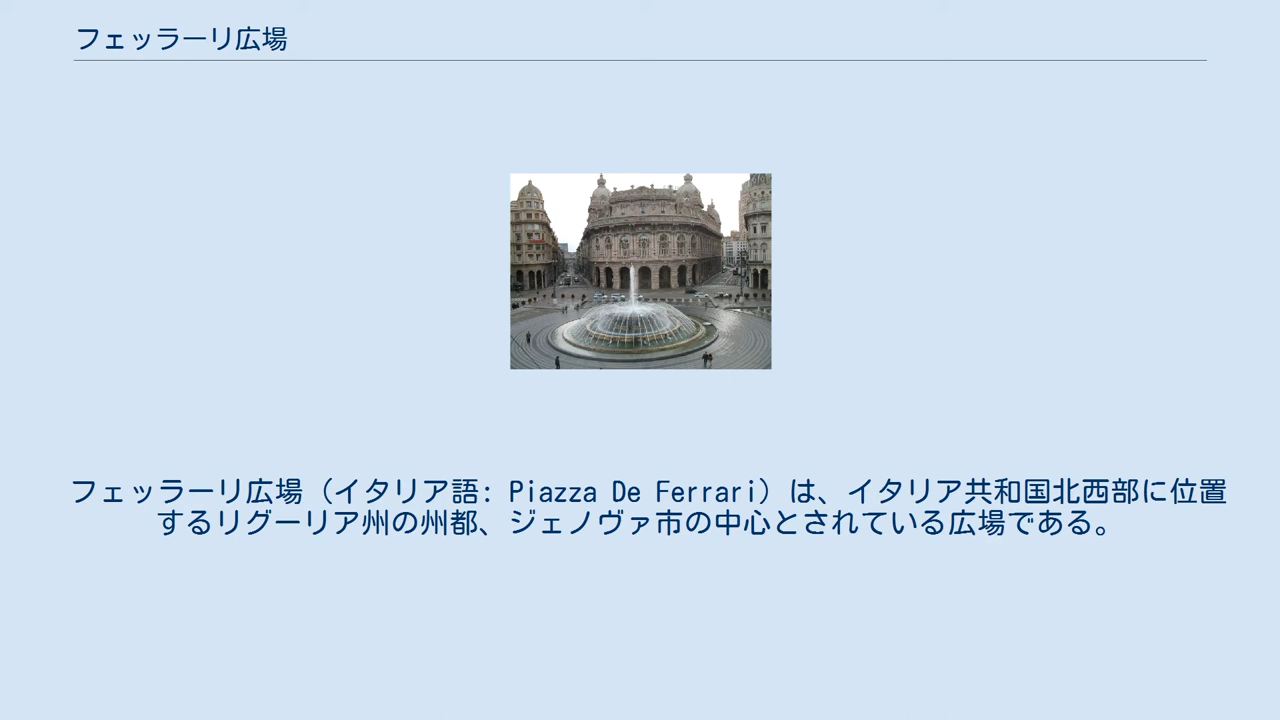 フェッラーリ広場
フェッラーリ広場（イタリア語: Piazza De Ferrari）は、イタリア共和国北西部に位置
するリグーリア州の州都、ジェノヴァ市の中心とされている広場である。